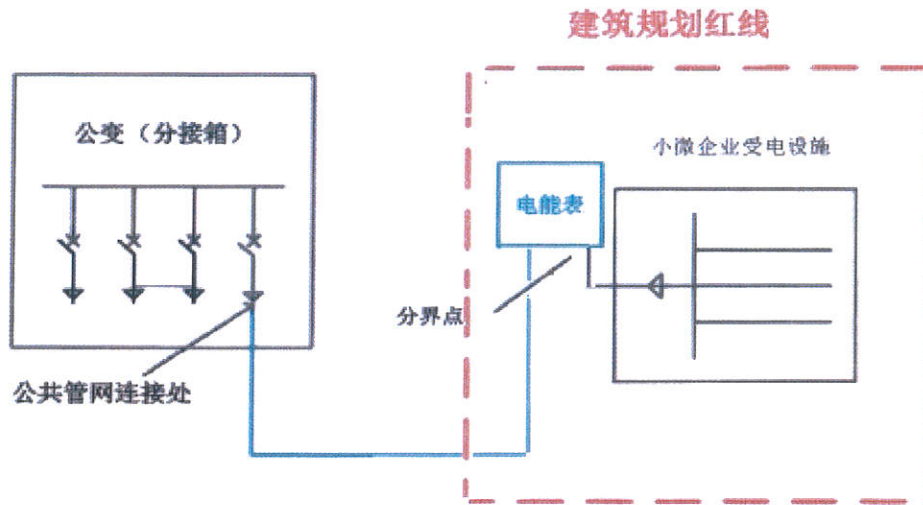 建筑规划红线
公变（分接箱）
小微企业受电设施
电能表
分界点
公共管网连接处